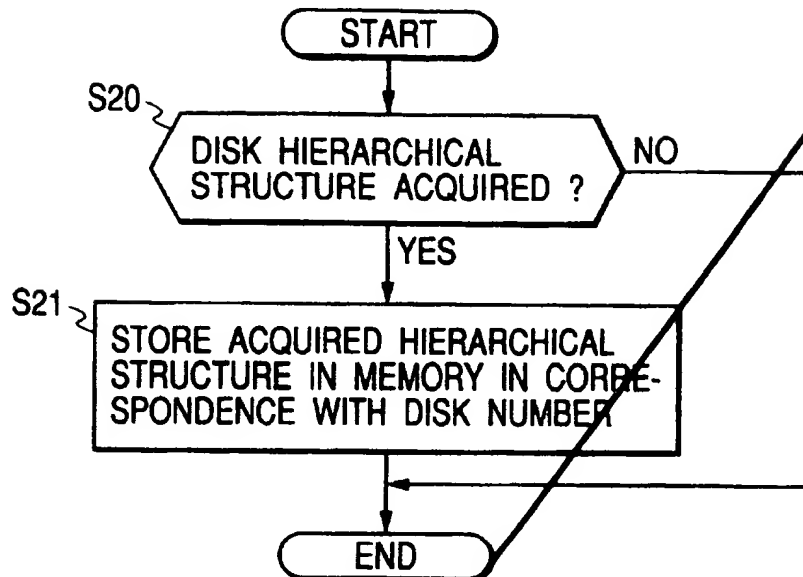 START
S20
DISK HIERARCHICAL
STRUCTURE ACQUIRED ?
NO
YES
S21
STORE ACQUIRED HIERARCHICAL
STRUCTURE IN MEMORY IN CORRE-
SPONDENCE WITH DISK NUMBER
END